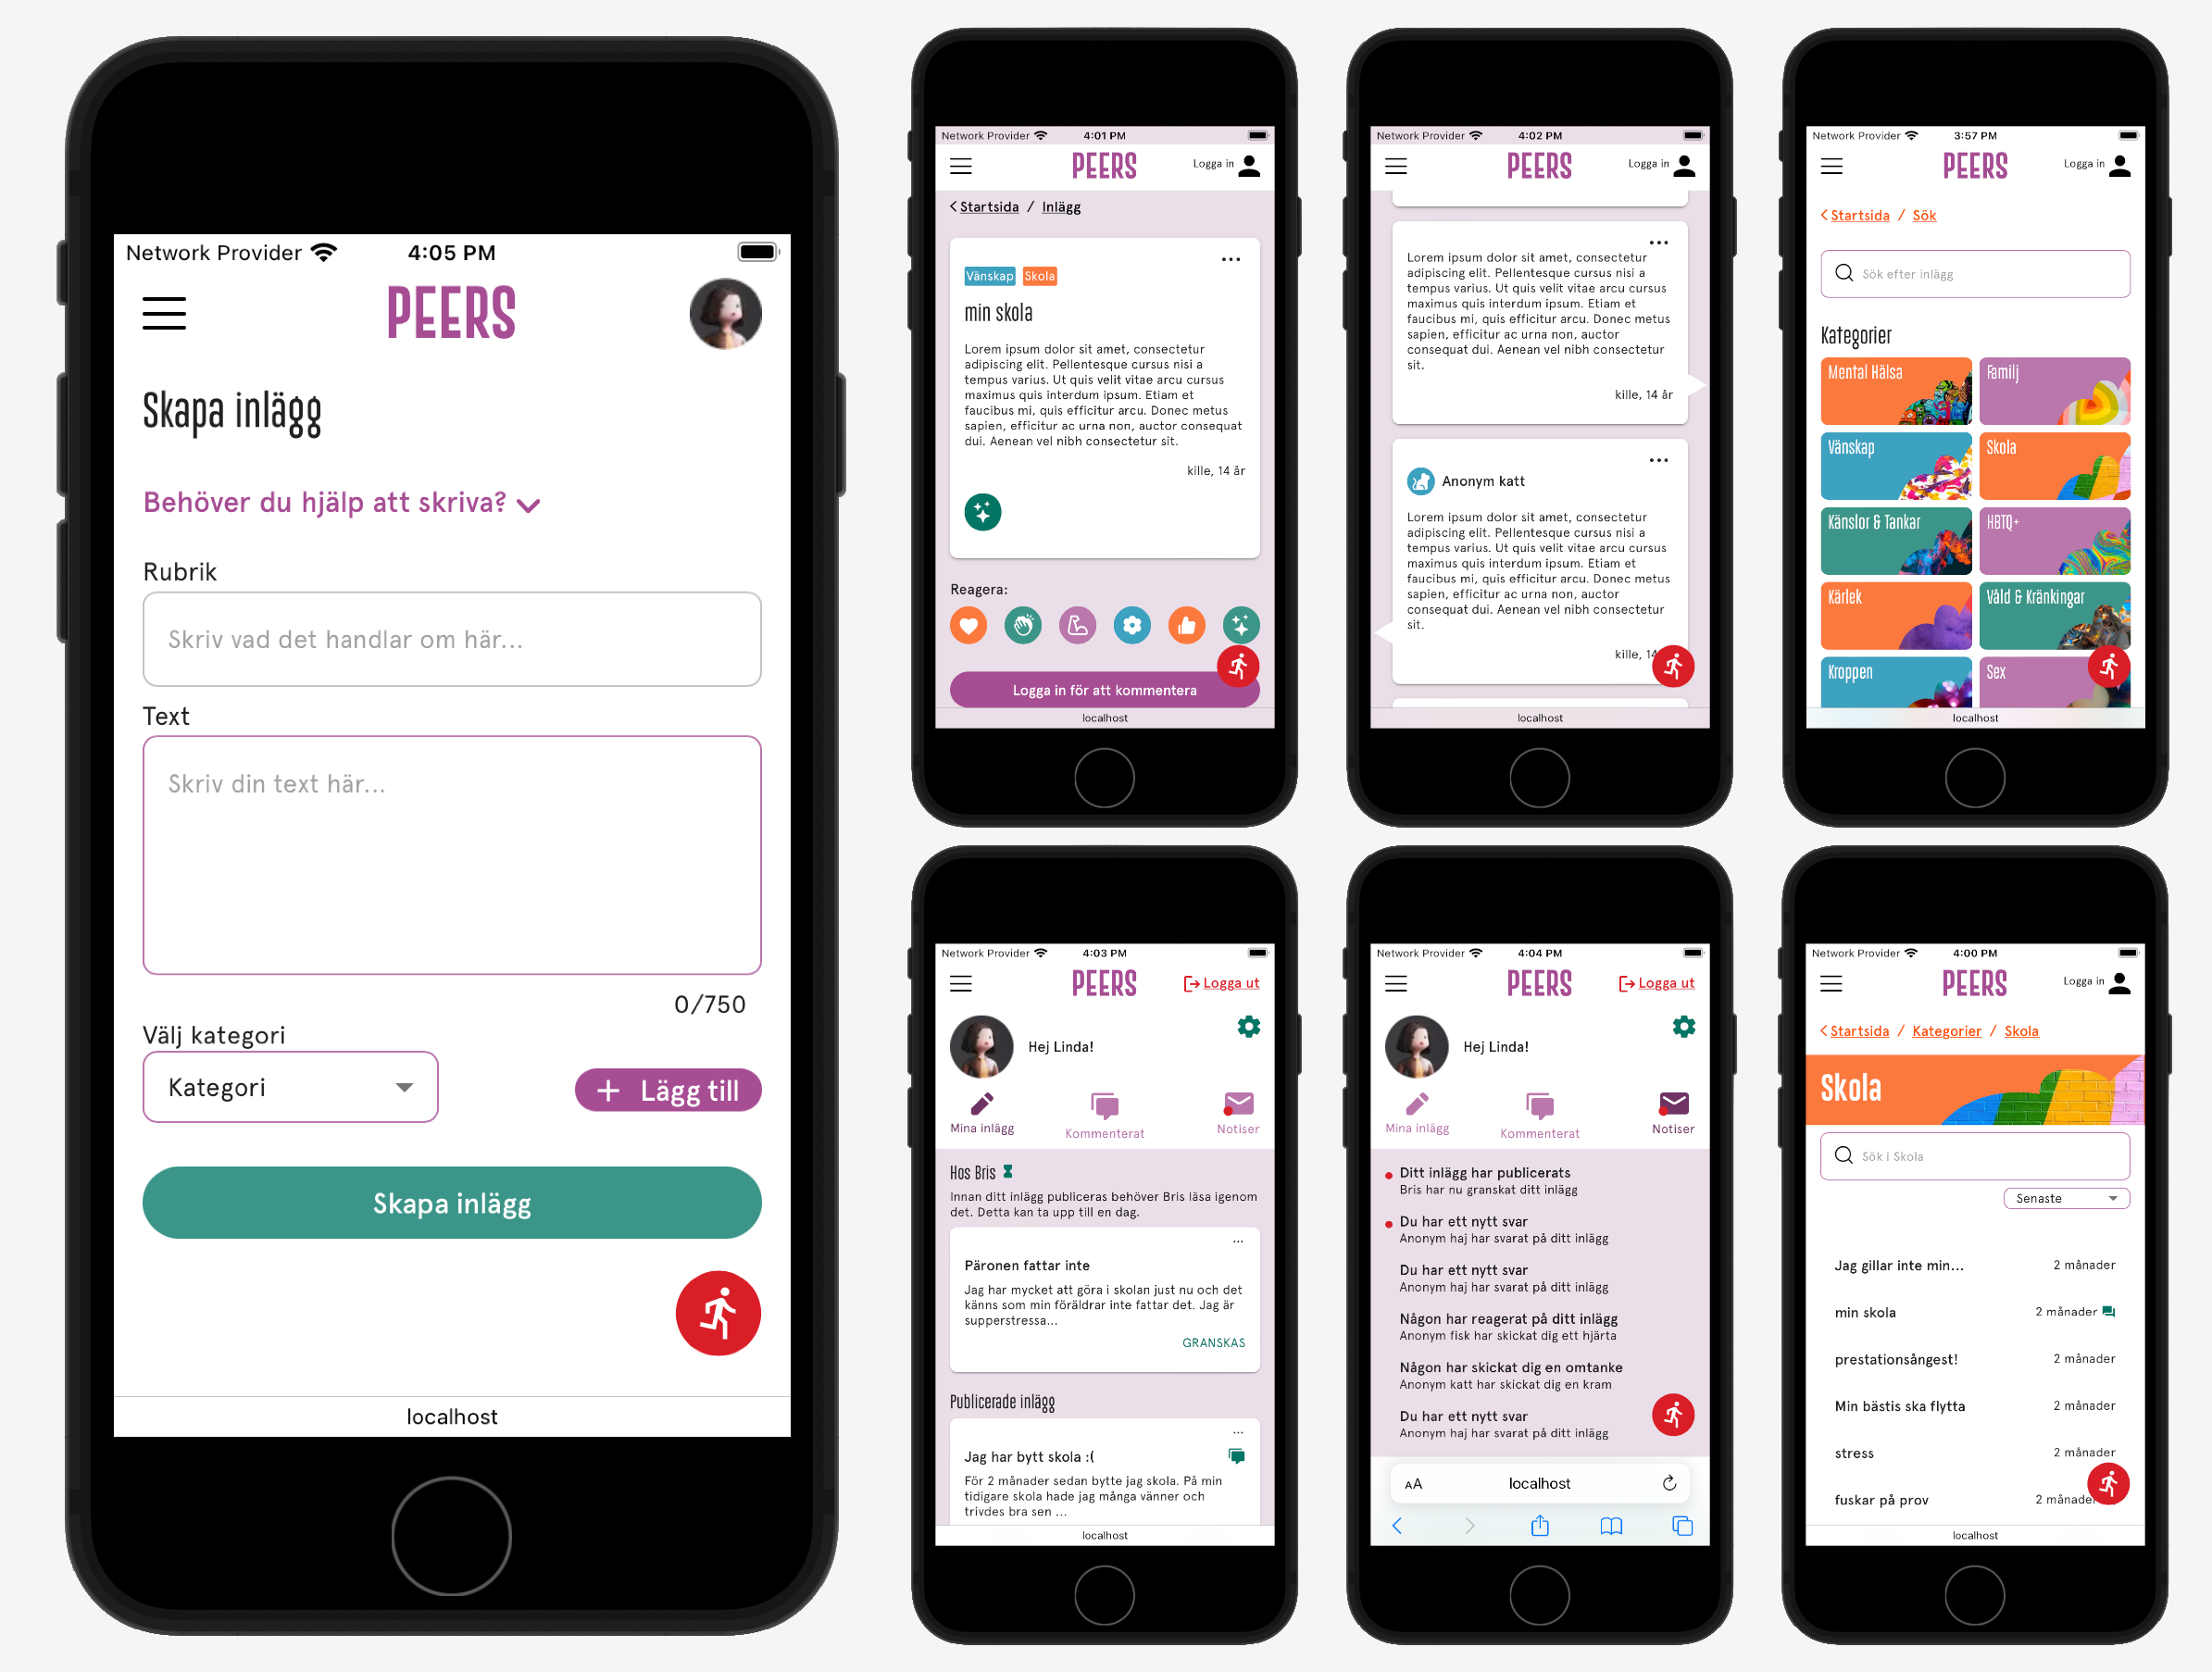 Network Provider 4:05 PM
PEERS
Skapa inlägg
Behöver du hjälp att skriva?
Rubrik
Skriv vad det handlar om här...
Text
Skriv din text här...
0/750
Välj kategori
Kategori
+ Lägg till
Skapa inlägg
localhost
Network Provider 4:01 PM
PEERS Logga in
Startsida / Inlägg
Vänskap Skola
min skola
Lorem ipsum dolor sit amet, consectetur
adipiscing elit. Pellentesque cursus nisi a
tempus varius. Ut quis velit vitae arcu cursus
maximus quis interdum ipsum. Etiam et
faucibus mi, quis efficitur arcu. Donec metus
sapien, efficitur ac urna non, auctor consequat
dui. Aenean vel nibh consectetur sit.
kille, 14 år
Reagera:
Logga in för att kommentera
localhost
Network Provider 4:02 PM
PEERS Logga in
Lorem ipsum dolor sit amet, consectetur
adipiscing elit. Pellentesque cursus nisi a
tempus varius. Ut quis velit vitae arcu cursus
maximus quis interdum ipsum. Etiam et
faucibus mi, quis efficitur arcu. Donec metus
sapien, efficitur ac urna non, auctor
consequat dui. Aenean vel nibh consectetur
sit.
kille, 14 år
Anonym katt
Lorem ipsum dolor sit amet, consectetur
adipiscing elit. Pellentesque cursus nisi a
tempus varius. Ut quis velit vitae arcu cursus
maximus quis interdum ipsum. Etiam et
faucibus mi, quis efficitur arcu. Donec metus
sapien, efficitur ac urna non, auctor
consequat dui. Aenean vel nibh consectetur
sit.
kille, 14
localhost
Network Provider 3:57 PM
PEERS Logga in
Startsida / Sök
Sök efter inlägg
Kategorier
Mental Hälsa Familj
Vänskap Skola
Känslor & Tankar HBTQ+
Kärlek Våld & Kränkingar
Kroppen Sex
localhost
Network Provider 4:03 PM
PEERS Logga ut
Hej Linda!
Mina inlägg Kommenterat Notiser
Hos Bris
Innan ditt inlägg publiceras behöver Bris läsa igenom
det. Detta kan ta upp till en dag.
...
Päronen fattar inte
Jag har mycket att göra i skolan just nu och det
känns som min föräldrar inte fattar det. Jag är
supperstressa...
GRANSKAS
Publicerade inlägg
...
Jag har bytt skola :(
För 2 månader sedan bytte jag skola. På min
tidigare skola hade jag många vänner och
trivdes bra sen ...
localhost
Network Provider 4:04 PM
PEERS Logga ut
Hej Linda!
Mina inlägg Kommenterat Notiser
Ditt inlägg har publicerats
Bris har nu granskat ditt inlägg
Du har ett nytt svar
Anonym haj har svarat på ditt inlägg
Du har ett nytt svar
Anonym haj har svarat på ditt inlägg
Någon har reagerat på ditt inlägg
Anonym fisk har skickat dig ett hjärta
Någon har skickat dig en omtanke
Anonym katt har skickat dig en kram
Du har ett nytt svar
Anonym haj har svarat på ditt inlägg
AA localhost
Network Provider 4:00 PM
PEERS Logga in
Startsida / Kategorier / Skola
Skola
Sök i Skola
Senaste
Jag gillar inte min... 2 månader
min skola 2 månader
prestationsångest! 2 månader
Min bästis ska flytta 2 månader
stress 2 månader
fuskar på prov 2 månader
localhost